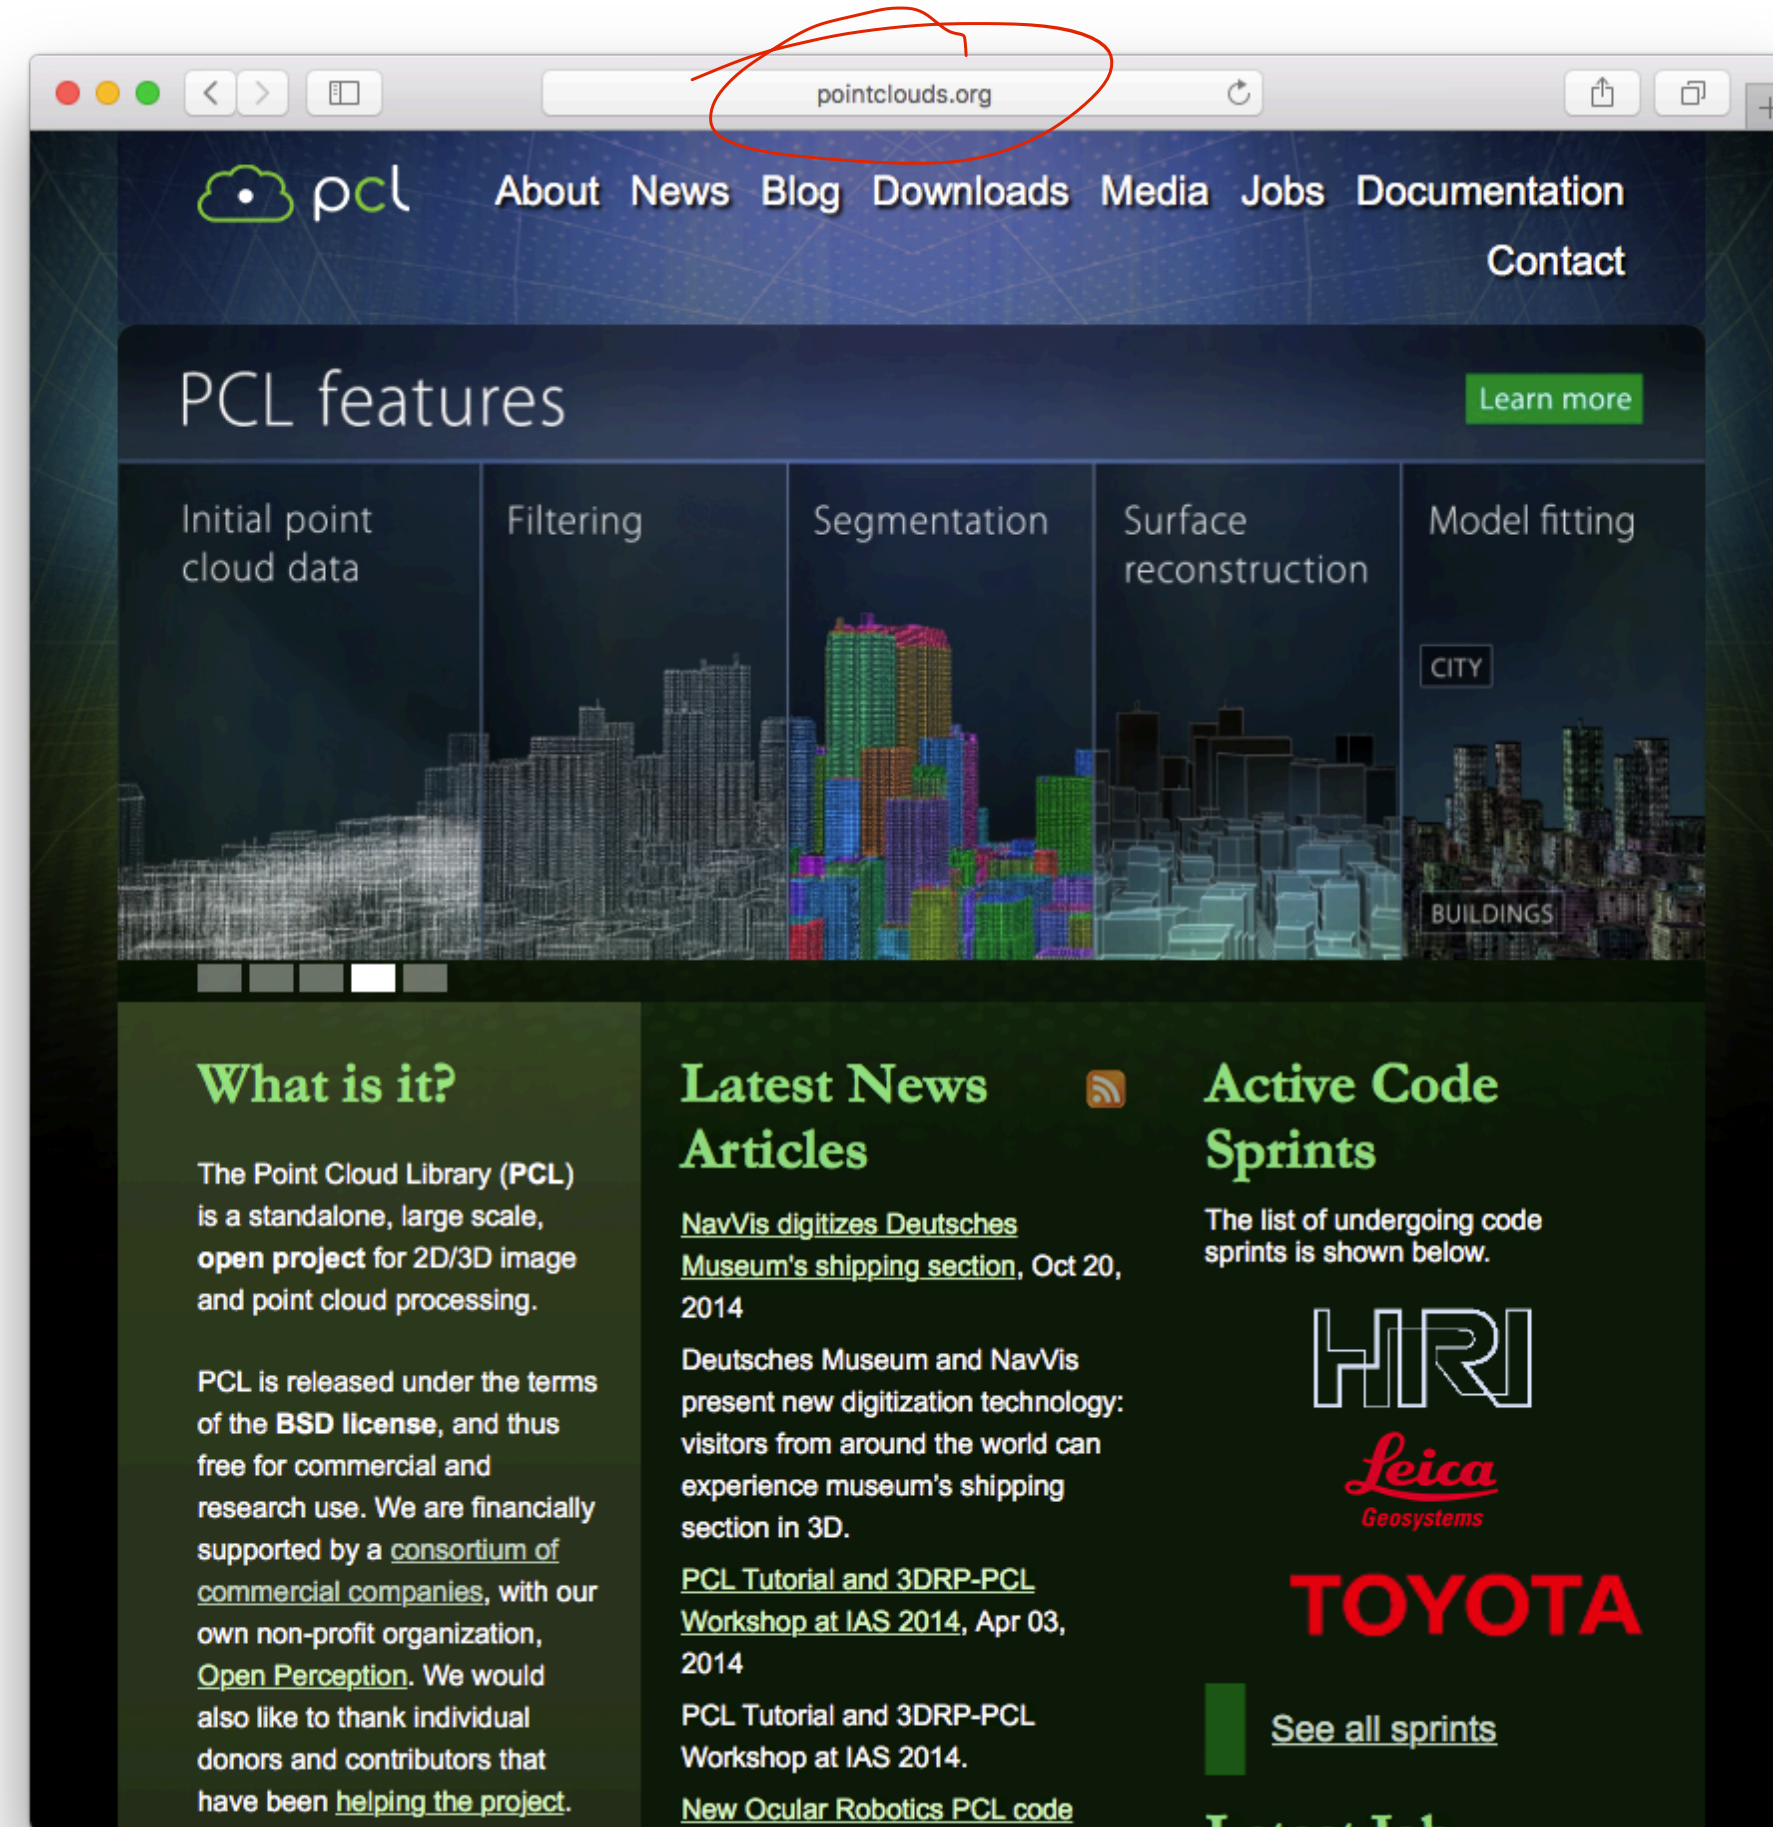 pointclouds.org
pcl
About News Blog Downloads Media Jobs Documentation
Contact
PCL features
Learn more
Initial point
cloud data
Filtering
Segmentation
Surface
reconstruction
Model fitting
CITY
BUILDINGS
What is it?
The Point Cloud Library (PCL)
is a standalone, large scale,
open project for 2D/3D image
and point cloud processing.
PCL is released under the terms
of the BSD license, and thus
free for commercial and
research use. We are financially
supported by a consortium of
commercial companies, with our
own non-profit organization,
Open Perception. We would
also like to thank individual
donors and contributors that
have been helping the project.
Latest News
Articles
NavVis digitizes Deutsches
Museum's shipping section, Oct 20,
2014
Deutsches Museum and NavVis
present new digitization technology:
visitors from around the world can
experience museum's shipping
section in 3D.
PCL Tutorial and 3DRP-PCL
Workshop at IAS 2014, Apr 03,
2014
PCL Tutorial and 3DRP-PCL
Workshop at IAS 2014.
New Ocular Robotics PCL code
Active Code
Sprints
The list of undergoing code
sprints is shown below.
HRI
Leica
Geosystems
TOYOTA
See all sprints